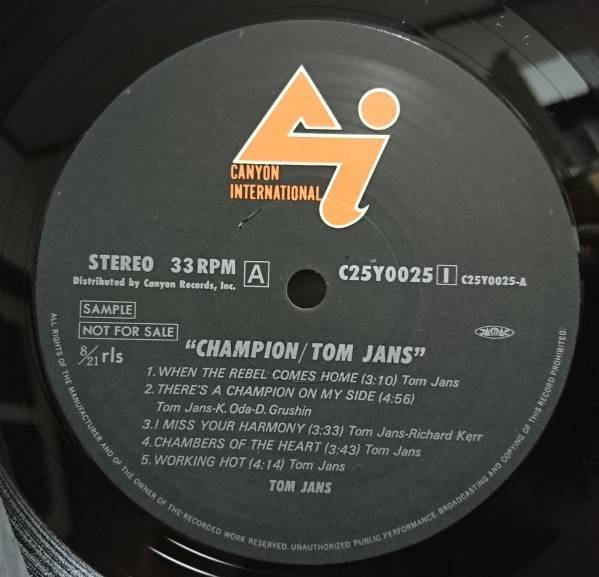 CANYON
INTERNATIONAL
STEREO 33 RPM A C25Y0025 1 C25Y0025-A
Distributed by Canyon Records, Inc.
SAMPLE
NOT FOR SALE
8/21 rls
JASRAC
"CHAMPION/TOM JANS"
1. WHEN THE REBEL COMES HOME (3:10) Tom Jans
2. THERE'S A CHAMPION ON MY SIDE (4:56)
Tom Jans-K. Oda-D. Grushin
3. I MISS YOUR HARMONY (3:33) Tom Jans-Richard Kerr
4. CHAMBERS OF THE HEART (3:43) Tom Jans
5. WORKING HOT (4:14) Tom Jans
TOM JANS
ALL RIGHTS OF THE MANUFACTURER AND OF THE OWNER OF THE RECORDED WORK RESERVED. UNAUTHORIZED PUBLIC PERFORMANCE, BROADCASTING AND COPYING OF THIS RECORD PROHIBITED.